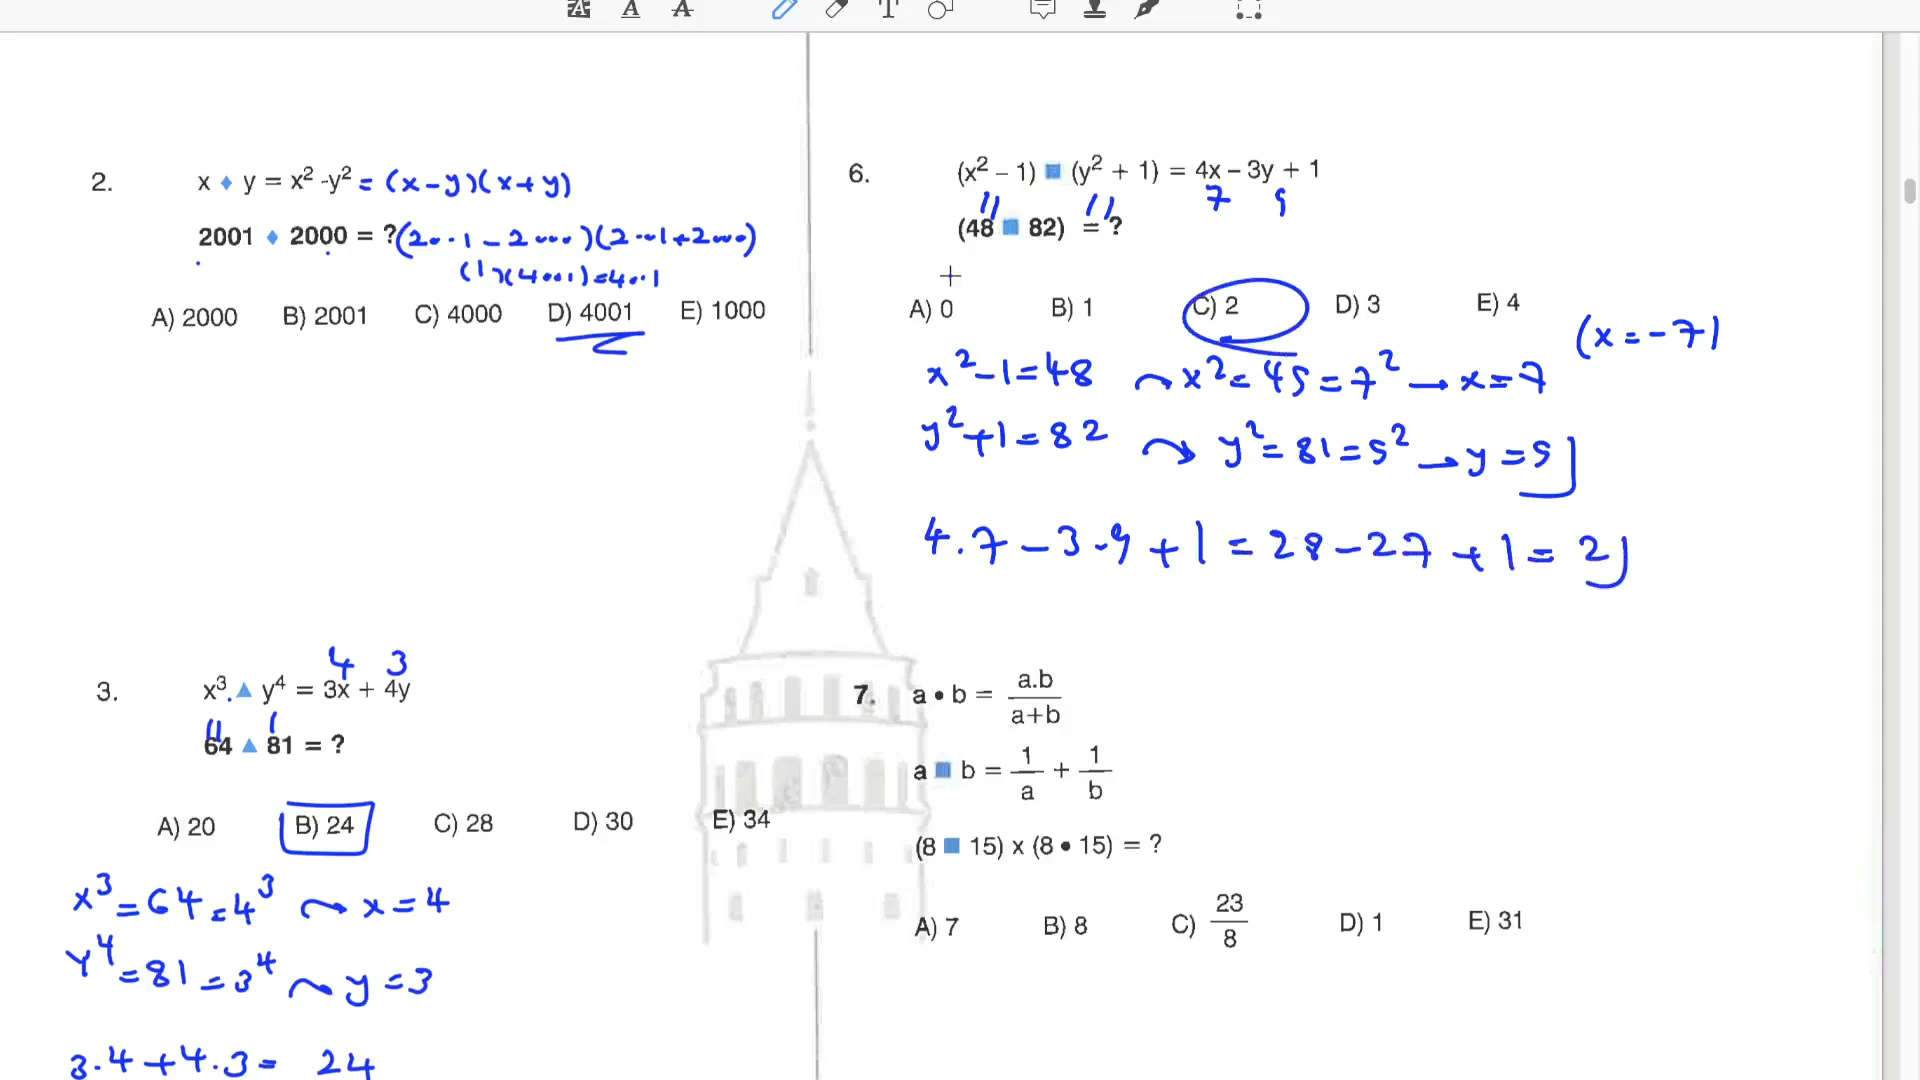 2. x ♦ y = x² -y² = (x-y)(x+y)
2001 ♦ 2000 = ? (2001-2000)(2001+2000)
(1)(4001)=4001
A) 2000 B) 2001 C) 4000 D) 4001 E) 1000
4 3
3. x³ ▲ y⁴ = 3x + 4y
64 ▲ 81 = ?
A) 20 B) 24 C) 28 D) 30 E) 34
x³=64=4³ → x=4
y⁴=81=3⁴ → y=3
3.4+4.3= 24
6. (x² – 1) ■ (y² + 1) = 4x – 3y + 1
7 9
(48 ■ 82) = ?
A) 0 B) 1 C) 2 D) 3 E) 4
(x=-7)
x²-1=48 → x²=49=7² → x=7
y²+1=82 → y²=81=9² → y=9
4.7-3.9+1=28-27+1=2
7. a • b = a.b / a+b
a ■ b = 1/a + 1/b
(8 ■ 15) x (8 • 15) = ?
A) 7 B) 8 C) 23/8 D) 1 E) 31